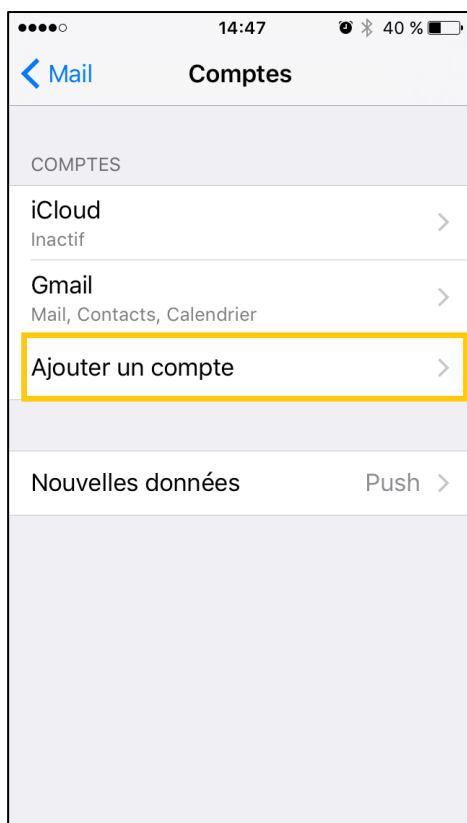 14:47 40 %
Mail Comptes
COMPTES
iCloud
Inactif
Gmail
Mail, Contacts, Calendrier
Ajouter un compte
Nouvelles données Push